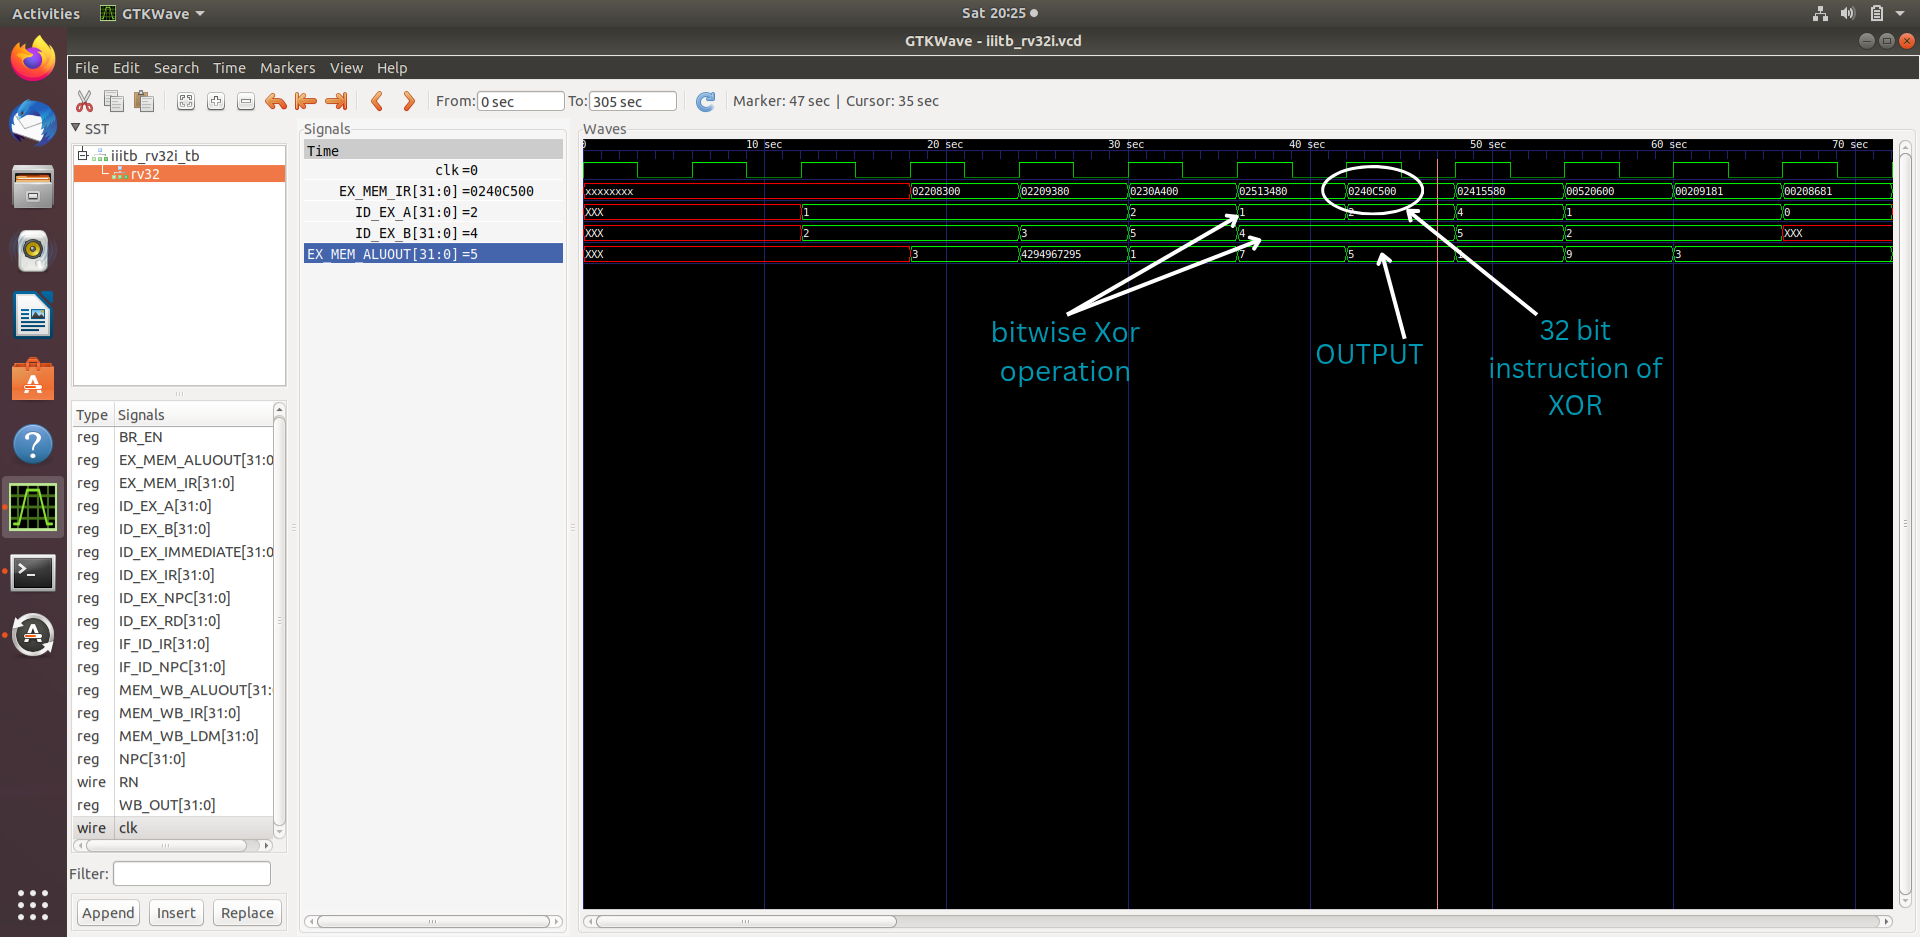 Activities GTKWave Sat 20:25
GTKWave - iiitb_rv32i.vcd
File Edit Search Time Markers View Help
From: 0 sec To: 305 sec Marker: 47 sec | Cursor: 35 sec
SST
iiitb_rv32i_tb
rv32
Type Signals
reg BR_EN
reg EX_MEM_ALUOUT[31:0
reg EX_MEM_IR[31:0]
reg ID_EX_A[31:0]
reg ID_EX_B[31:0]
reg ID_EX_IMMEDIATE[31:0
reg ID_EX_IR[31:0]
reg ID_EX_NPC[31:0]
reg ID_EX_RD[31:0]
reg IF_ID_IR[31:0]
reg IF_ID_NPC[31:0]
reg MEM_WB_ALUOUT[31:
reg MEM_WB_IR[31:0]
reg MEM_WB_LDM[31:0]
reg NPC[31:0]
wire RN
reg WB_OUT[31:0]
wire clk
Filter:
Append Insert Replace
Signals
Time
clk =0
EX_MEM_IR[31:0] =0240C500
ID_EX_A[31:0] =2
ID_EX_B[31:0] =4
EX_MEM_ALUOUT[31:0] =5
Waves
0 10 sec 20 sec 30 sec 40 sec 50 sec 60 sec 70 sec
xxxxxxxx 02208300 02209380 0230A400 02513480 0240C500 02415580 00520600 00209181 00208681
XXX 1 2 1 2 4 1 0
XXX 2 3 5 4 5 2 XXX
XXX 3 4294967295 1 7 5 9 3
bitwise Xor
operation
OUTPUT
32 bit
instruction of
XOR